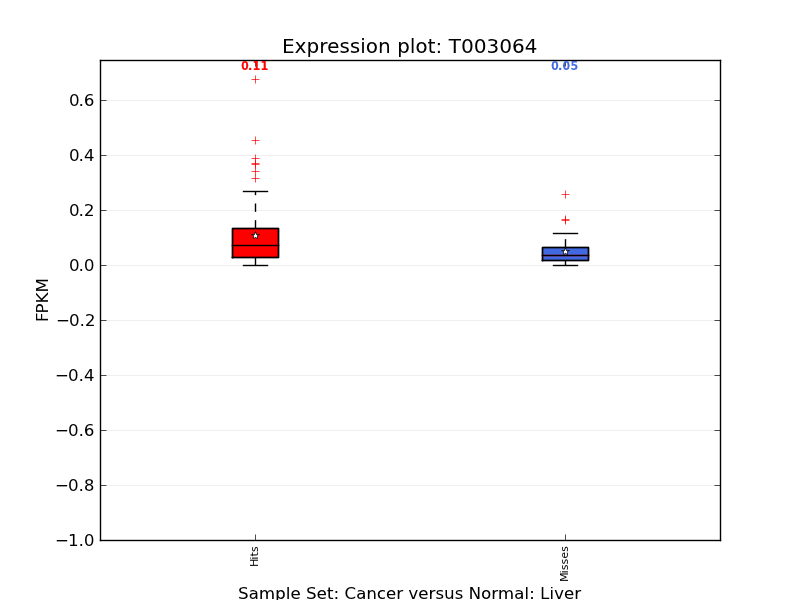 Expression plot: T003064
0.11
0.05
0.6
0.4
0.2
0.0
−0.2
−0.4
−0.6
−0.8
−1.0
FPKM
Hits
Misses
Sample Set: Cancer versus Normal: Liver